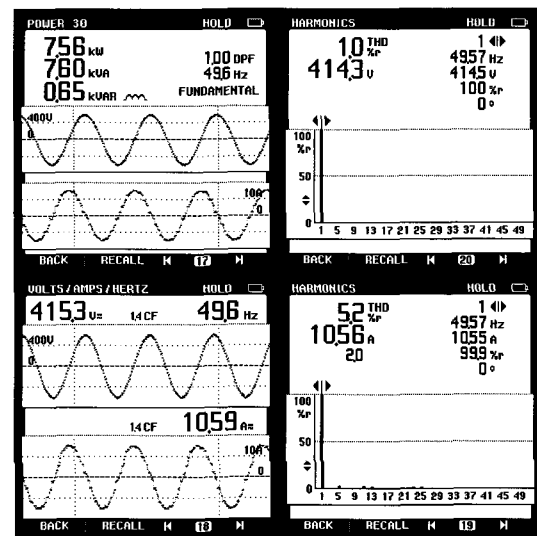 POWER 3Ø HOLD
7,56 kW
7,60 kVA
1,00 DPF
49,6 Hz
0,65 kVAR FUNDAMENTAL
400V
0
10A
0
BACK RECALL 17
HARMONICS HOLD
1,0 THD %r
1
49,57 Hz
414,3 V
414,5 V
100 %r
0 °
100
%r
50
0
1 5 9 13 17 21 25 29 33 37 41 45 49
BACK RECALL 20
VOLTS/AMPS/HERTZ HOLD
415,3 V≂ 1,4 CF 49,6 Hz
400V
0
1,4 CF 10,59 A≂
10A
0
BACK RECALL 18
HARMONICS HOLD
5,2 THD %r
1
49,57 Hz
10,56 A
10,55 A
2,0
99,9 %r
0 °
100
%r
50
0
1 5 9 13 17 21 25 29 33 37 41 45 49
BACK RECALL 19